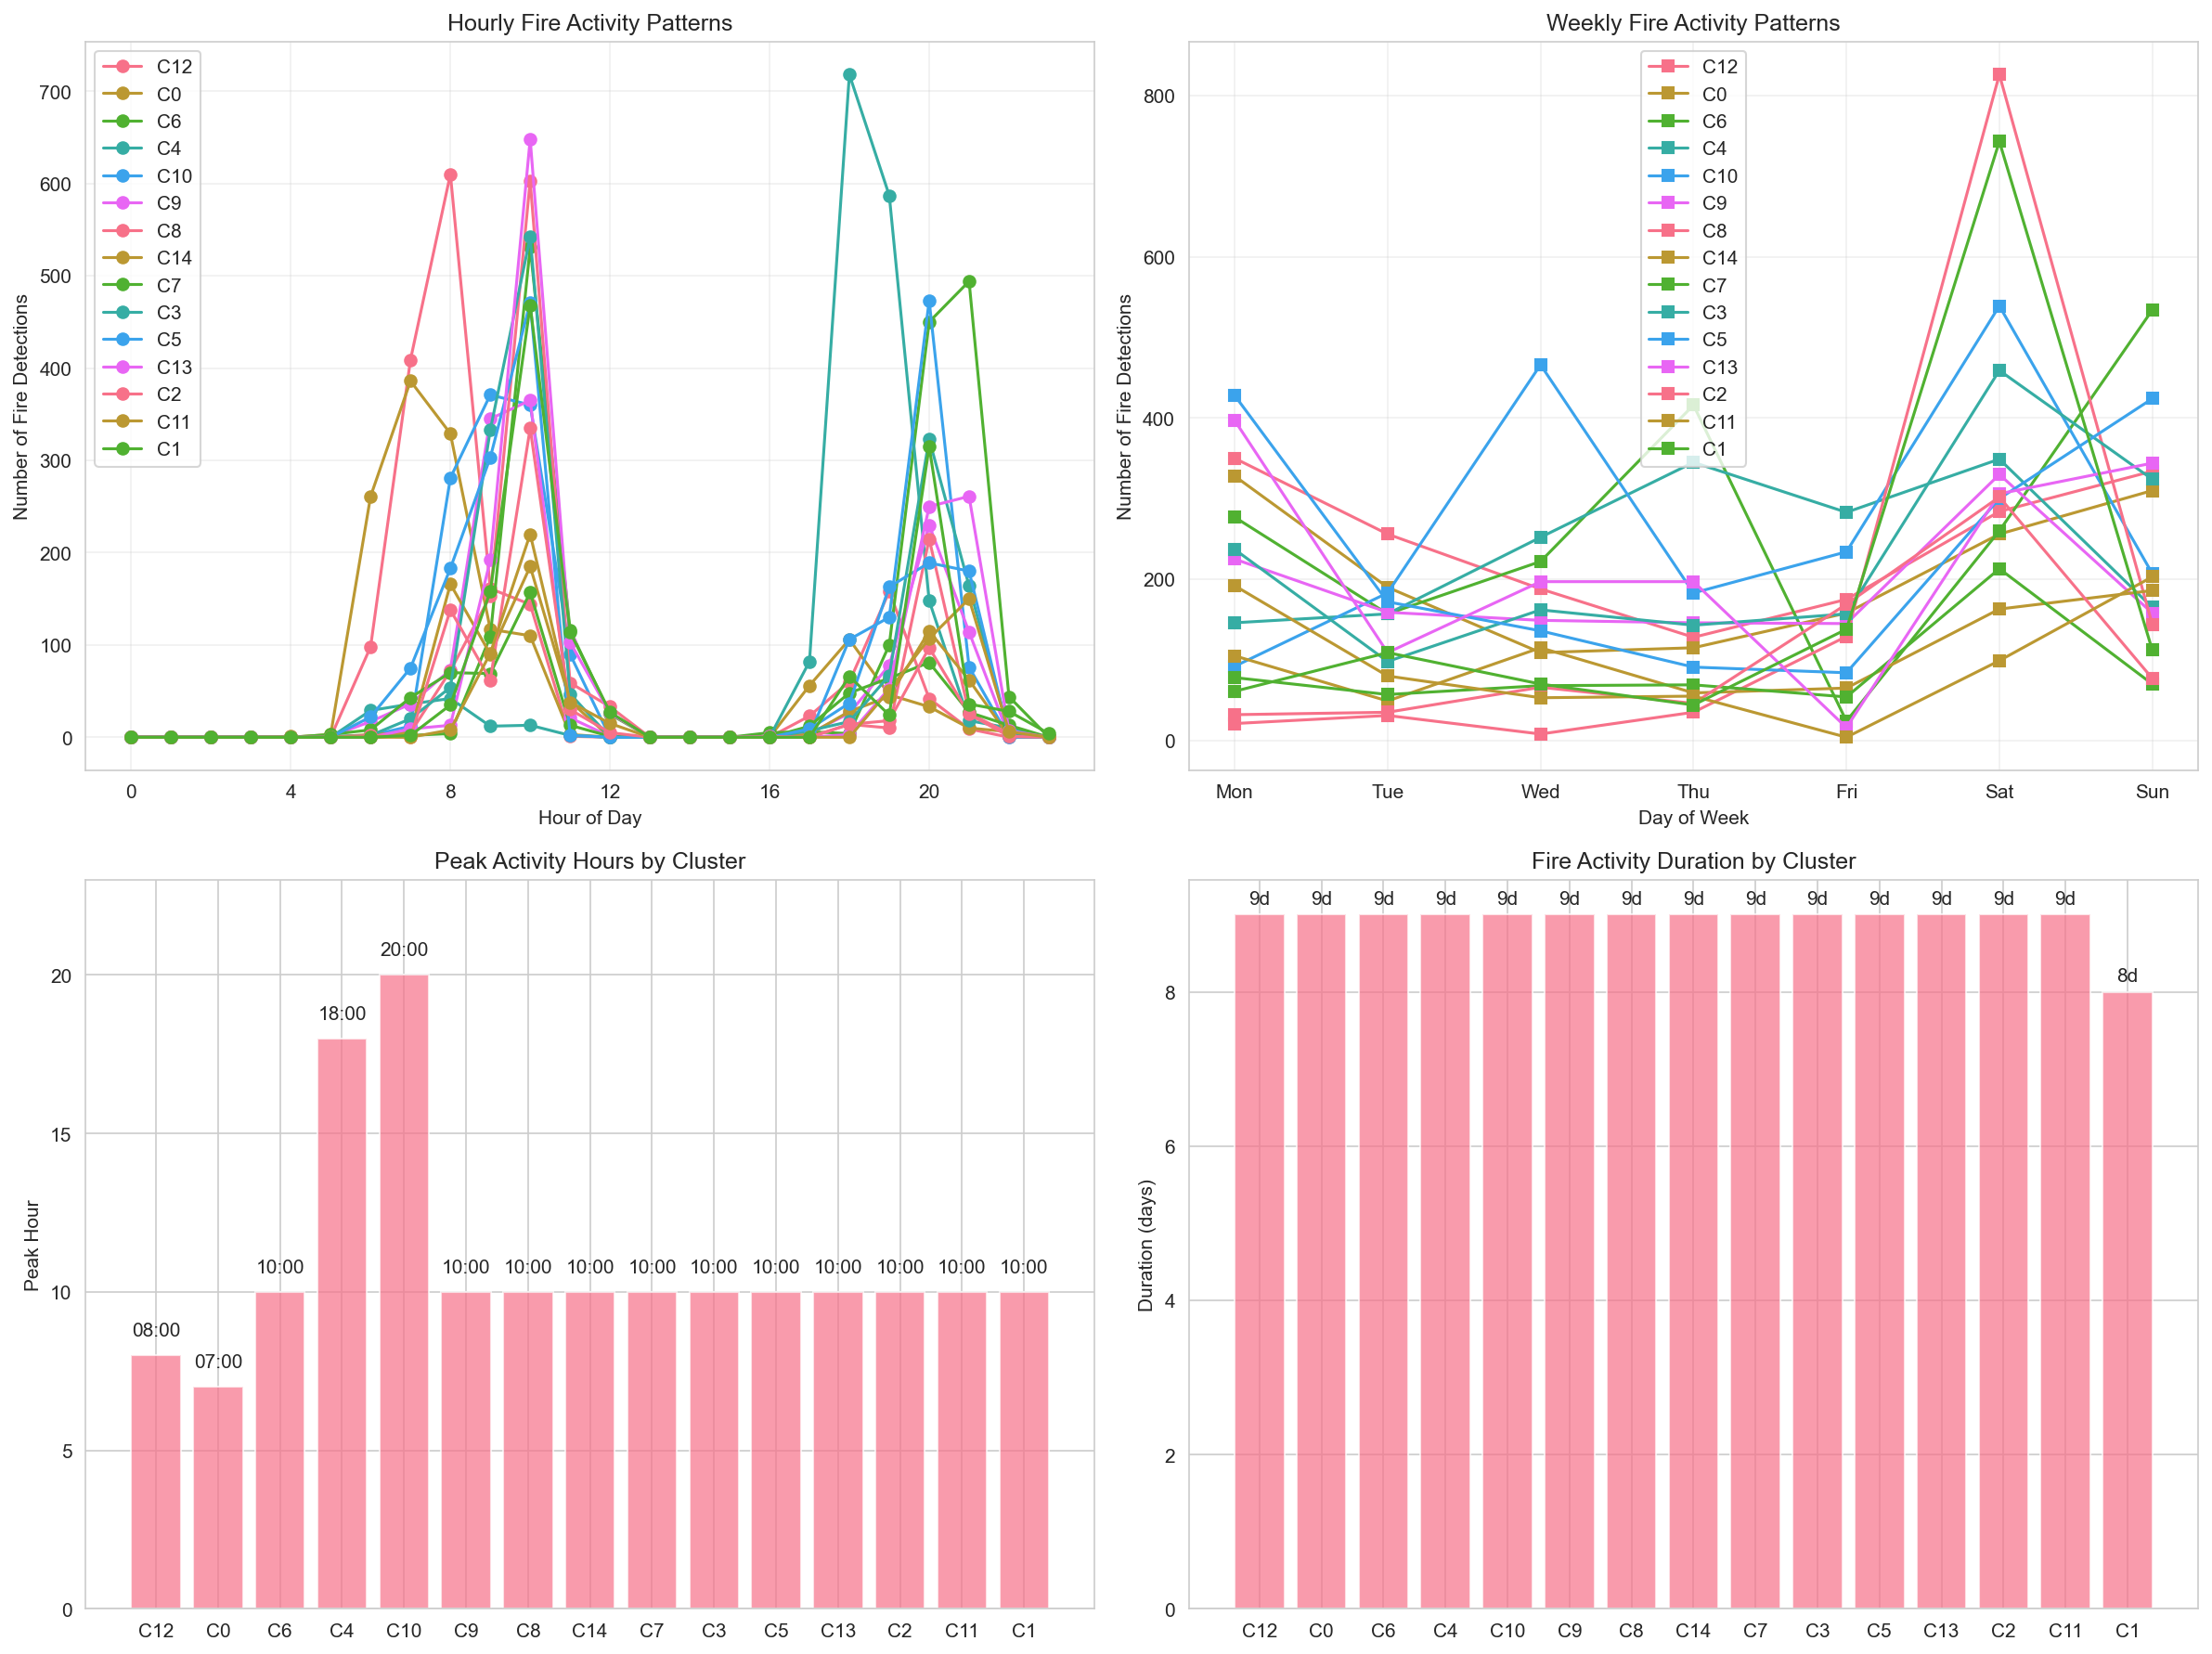 Hourly Fire Activity Patterns
Number of Fire Detections
700
600
500
400
300
200
100
0
C12
C0
C6
C4
C10
C9
C8
C14
C7
C3
C5
C13
C2
C11
C1
0 4 8 12 16 20
Hour of Day
Weekly Fire Activity Patterns
Number of Fire Detections
800
600
400
200
0
C12
C0
C6
C4
C10
C9
C8
C14
C7
C3
C5
C13
C2
C11
C1
Mon Tue Wed Thu Fri Sat Sun
Day of Week
Peak Activity Hours by Cluster
Peak Hour
20
15
10
5
0
08:00 07:00 10:00 18:00 20:00 10:00 10:00 10:00 10:00 10:00 10:00 10:00 10:00 10:00 10:00
C12 C0 C6 C4 C10 C9 C8 C14 C7 C3 C5 C13 C2 C11 C1
Fire Activity Duration by Cluster
Duration (days)
8
6
4
2
0
9d 9d 9d 9d 9d 9d 9d 9d 9d 9d 9d 9d 9d 9d 8d
C12 C0 C6 C4 C10 C9 C8 C14 C7 C3 C5 C13 C2 C11 C1